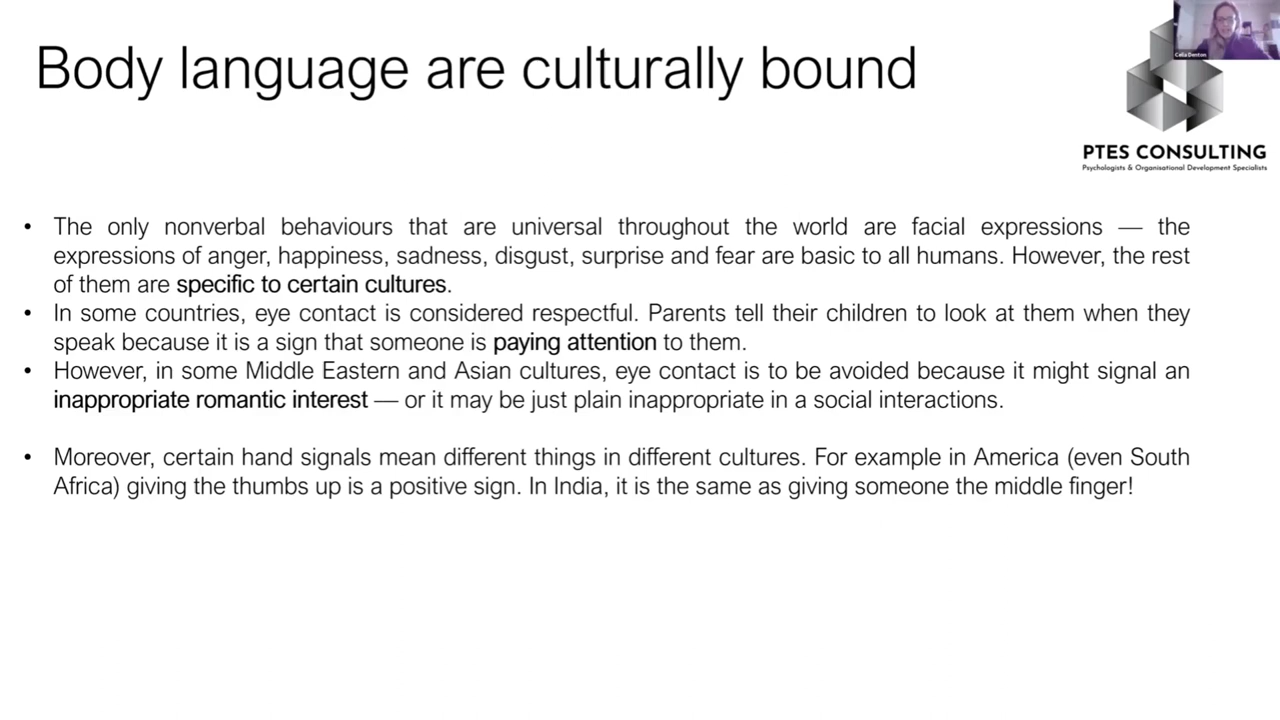 Body language are culturally bound
Celia Denton
PTES CONSULTING
Psychologists & Organisational Development Specialists
• The only nonverbal behaviours that are universal throughout the world are facial expressions — the
expressions of anger, happiness, sadness, disgust, surprise and fear are basic to all humans. However, the rest
of them are specific to certain cultures.
• In some countries, eye contact is considered respectful. Parents tell their children to look at them when they
speak because it is a sign that someone is paying attention to them.
• However, in some Middle Eastern and Asian cultures, eye contact is to be avoided because it might signal an
inappropriate romantic interest — or it may be just plain inappropriate in a social interactions.
• Moreover, certain hand signals mean different things in different cultures. For example in America (even South
Africa) giving the thumbs up is a positive sign. In India, it is the same as giving someone the middle finger!